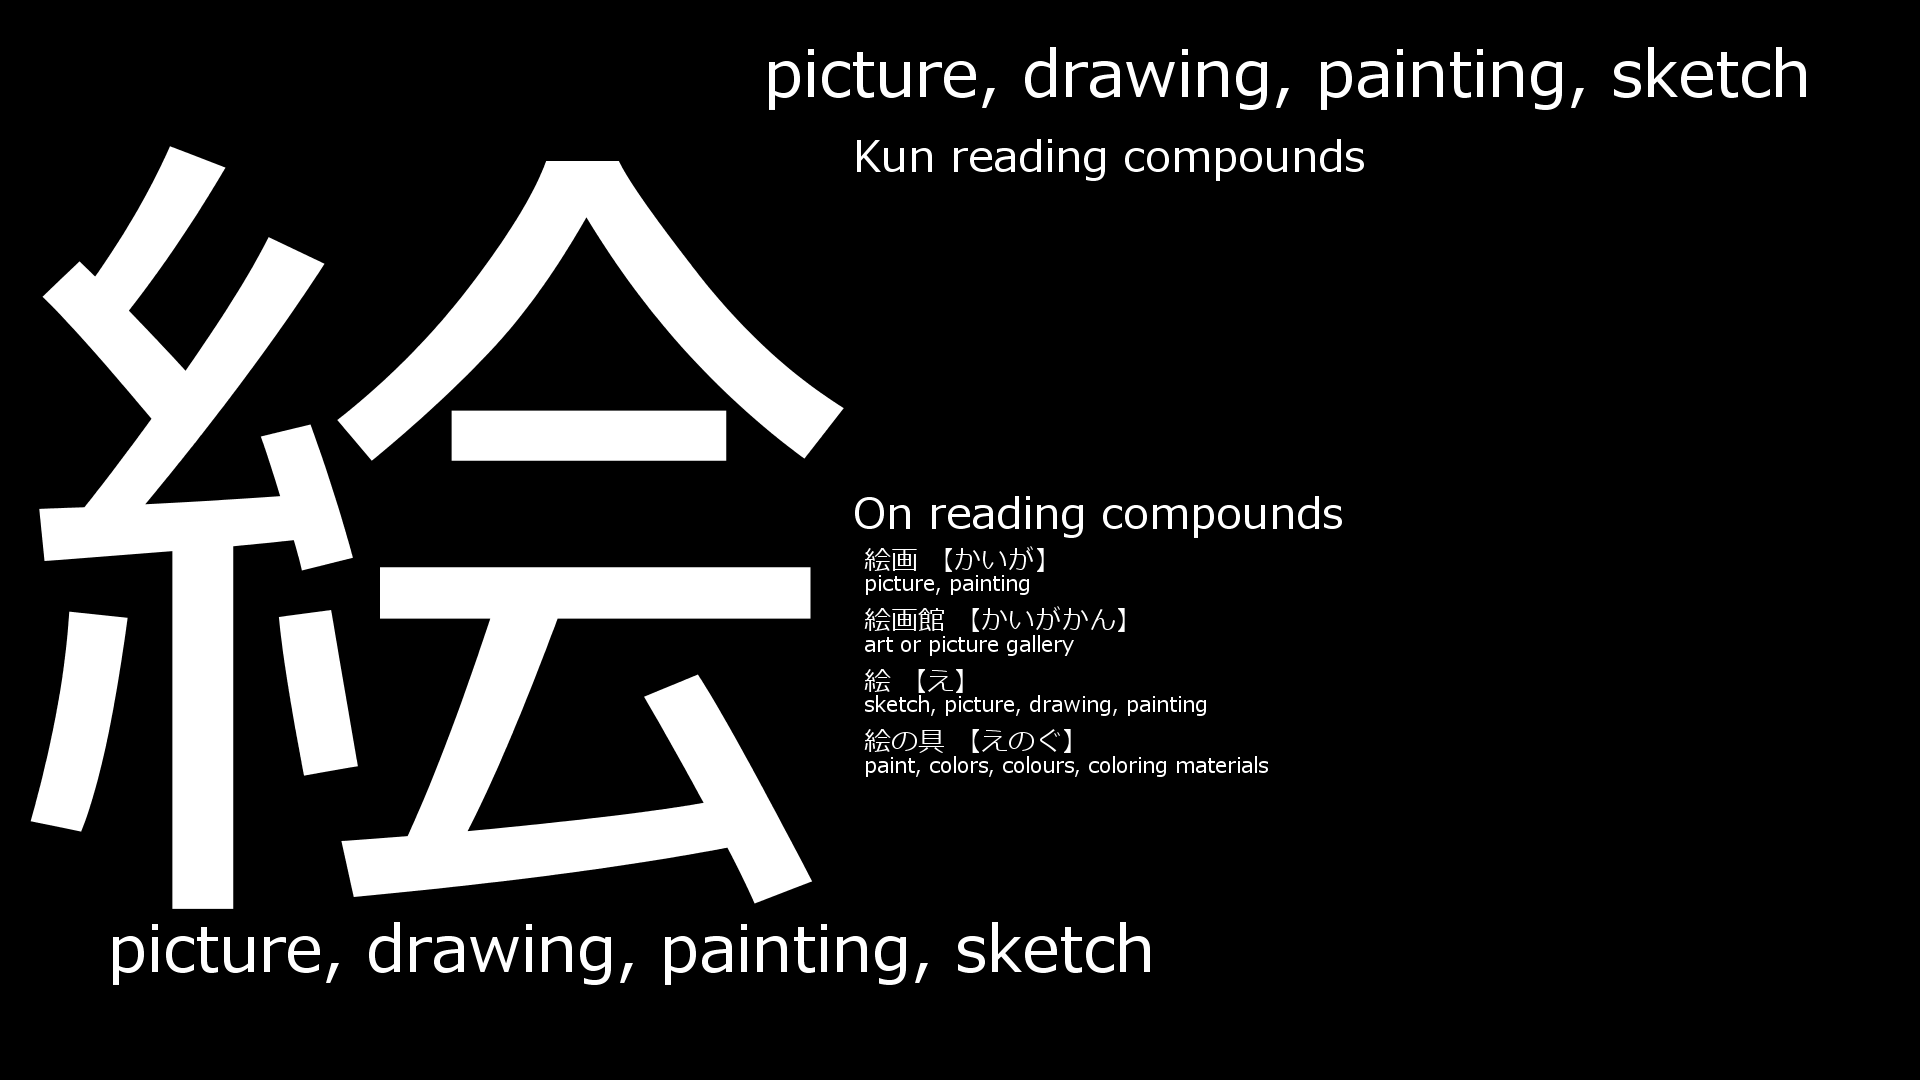 picture, drawing, painting, sketch
Kun reading compounds
絵
On reading compounds
絵画 【かいが】
picture, painting
絵画館 【かいがかん】
art or picture gallery
絵 【え】
sketch, picture, drawing, painting
絵の具 【えのぐ】
paint, colors, colours, coloring materials
picture, drawing, painting, sketch